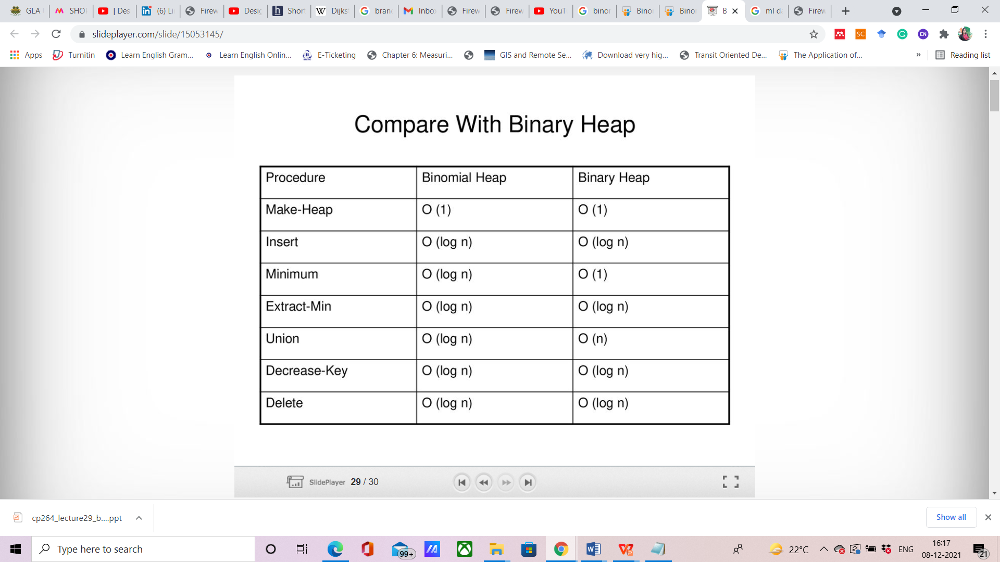 GLA
SHO
| Des
(6) Li
Firew
Desig
Short
Dijks
branc
Inbo
Firew
Firew
YouT
binor
Binor
Binor
B
ml d
Firew
slideplayer.com/slide/15053145/
SC
EN
Apps
Turnitin
Learn English Gram...
Learn English Onlin...
E-Ticketing
Chapter 6: Measuri...
GIS and Remote Se...
Download very hig...
Transit Oriented De...
The Application of...
»
Reading list
Compare With Binary Heap
Procedure Binomial Heap Binary Heap
Make-Heap O (1) O (1)
Insert O (log n) O (log n)
Minimum O (log n) O (1)
Extract-Min O (log n) O (log n)
Union O (log n) O (n)
Decrease-Key O (log n) O (log n)
Delete O (log n) O (log n)
SlidePlayer 29 / 30
cp264_lecture29_b....ppt
Show all
Type here to search
99+
22°C
ENG
16:17
08-12-2021
21